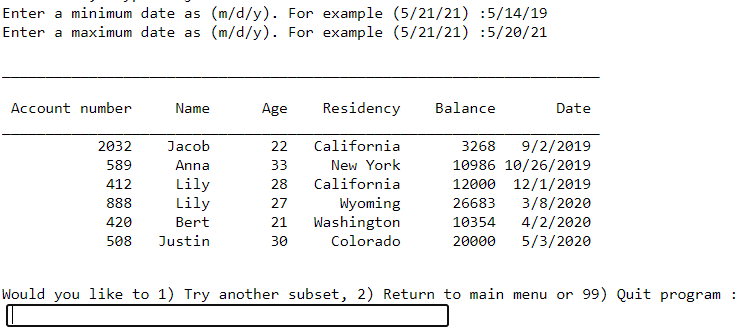 Enter a minimum date as (m/d/y). For example (5/21/21) :5/14/19
Enter a maximum date as (m/d/y). For example (5/21/21) :5/20/21
Account number Name Age Residency Balance Date
2032 Jacob 22 California 3268 9/2/2019
589 Anna 33 New York 10986 10/26/2019
412 Lily 28 California 12000 12/1/2019
888 Lily 27 Wyoming 26683 3/8/2020
420 Bert 21 Washington 10354 4/2/2020
508 Justin 30 Colorado 20000 5/3/2020
Would you like to 1) Try another subset, 2) Return to main menu or 99) Quit program :